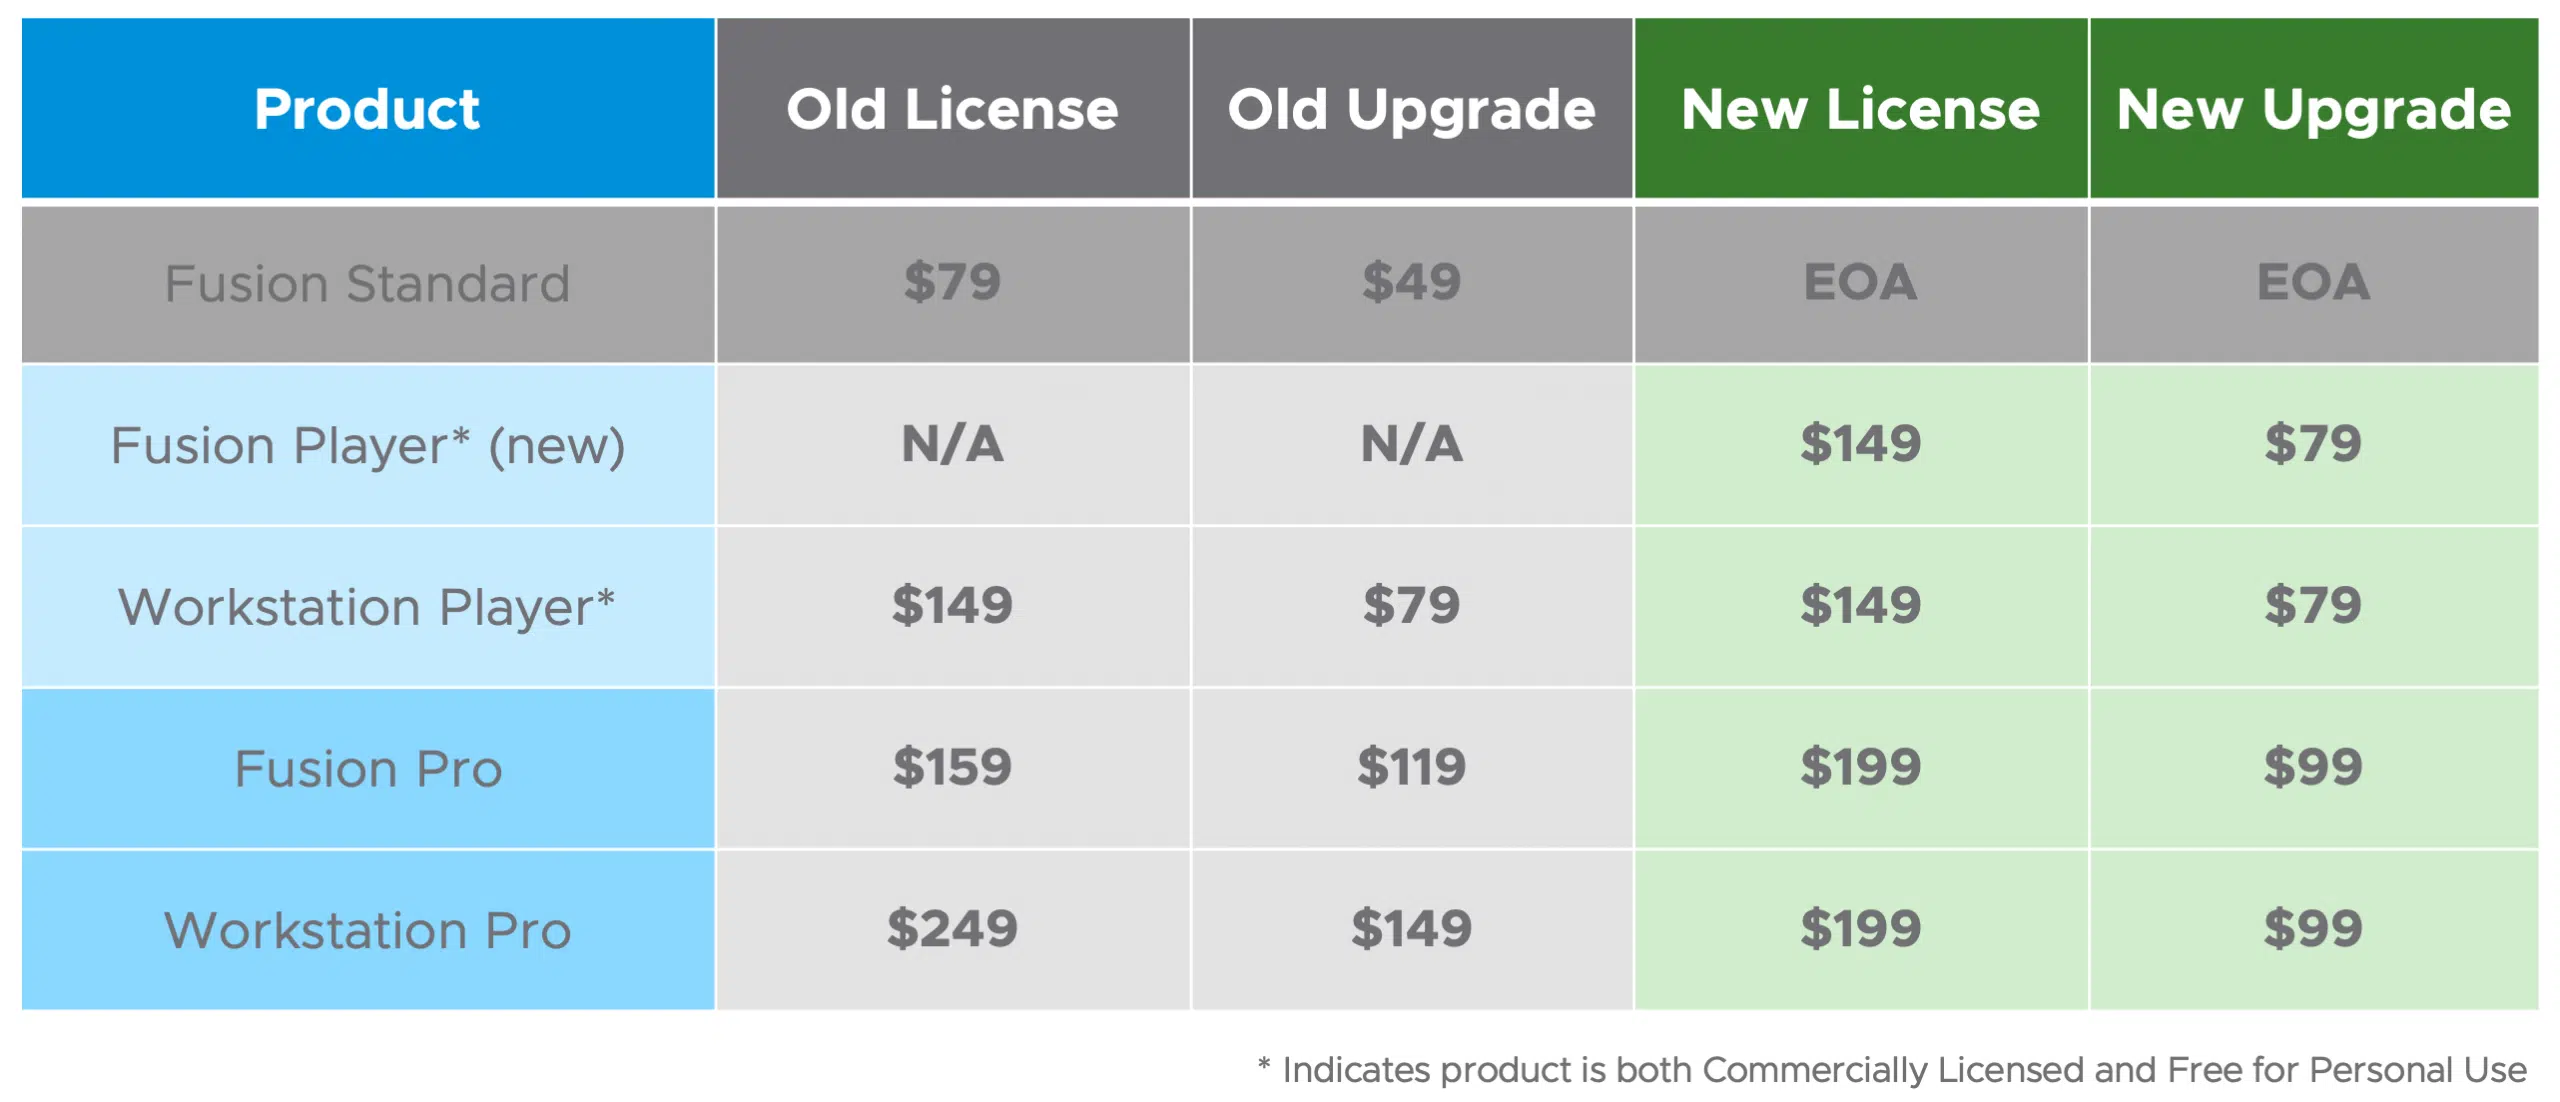 Product Old License Old Upgrade New License New Upgrade
Fusion Standard $79 $49 EOA EOA
Fusion Player* (new) N/A N/A $149 $79
Workstation Player* $149 $79 $149 $79
Fusion Pro $159 $119 $199 $99
Workstation Pro $249 $149 $199 $99
* Indicates product is both Commercially Licensed and Free for Personal Use